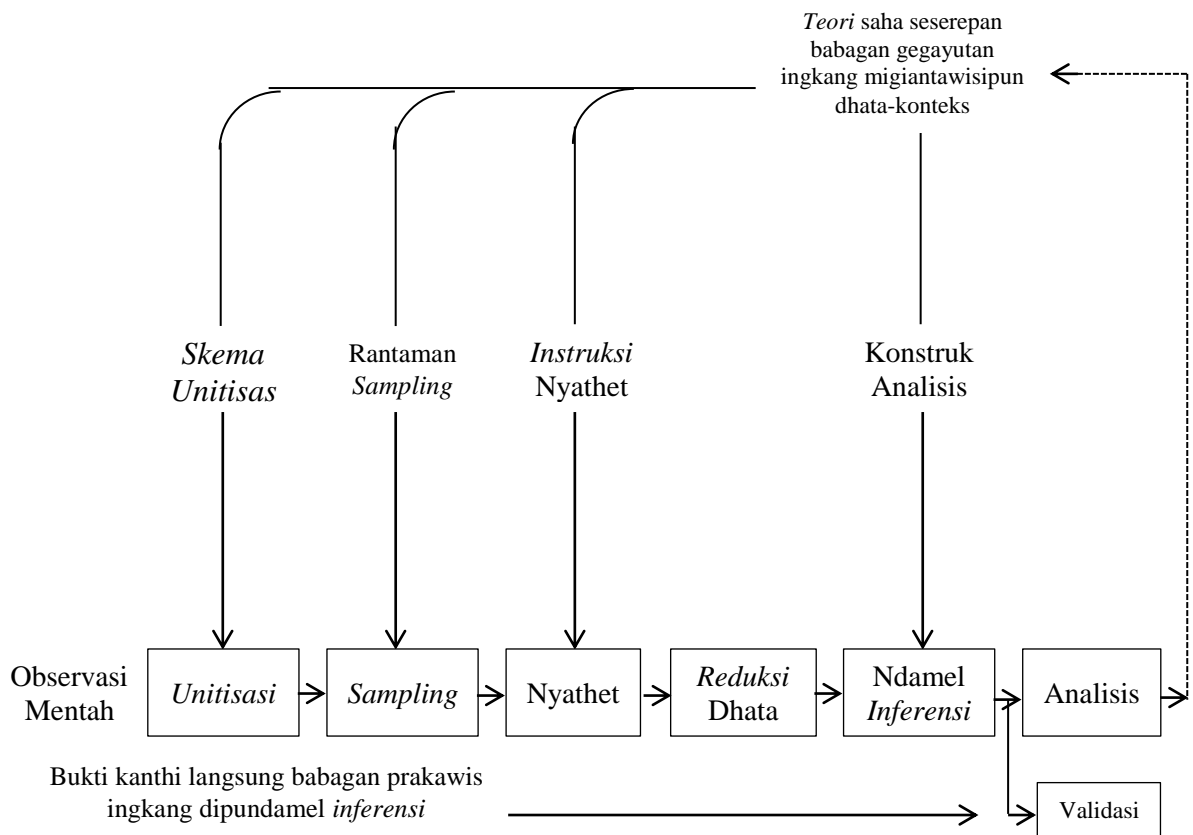 Teori saha seserepan
babagan gegayutan
ingkang migiantawisipun
dhata-konteks
Skema
Unitisas
Rantaman
Sampling
Instruksi
Nyathet
Konstruk
Analisis
Observasi
Mentah
Unitisasi
Sampling
Nyathet
Reduksi
Dhata
Ndamel
Inferensi
Analisis
Bukti kanthi langsung babagan prakawis
ingkang dipundamel inferensi
Validasi